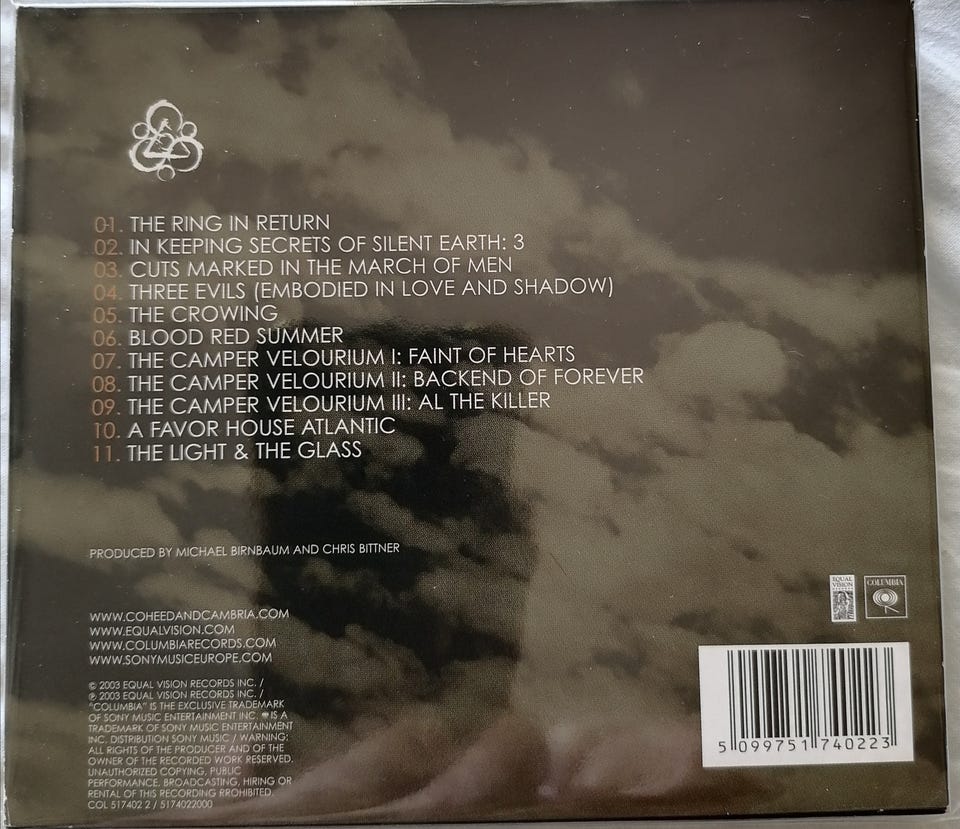 01. THE RING IN RETURN
02. IN KEEPING SECRETS OF SILENT EARTH: 3
03. CUTS MARKED IN THE MARCH OF MEN
04. THREE EVILS (EMBODIED IN LOVE AND SHADOW)
05. THE CROWING
06. BLOOD RED SUMMER
07. THE CAMPER VELOURIUM I: FAINT OF HEARTS
08. THE CAMPER VELOURIUM II: BACKEND OF FOREVER
09. THE CAMPER VELOURIUM III: AL THE KILLER
10. A FAVOR HOUSE ATLANTIC
11. THE LIGHT & THE GLASS
PRODUCED BY MICHAEL BIRNBAUM AND CHRIS BITTNER
WWW.COHEEDANDCAMBRIA.COM
WWW.EQUALVISION.COM
WWW.COLUMBIARECORDS.COM
WWW.SONYMUSICEUROPE.COM
© 2003 EQUAL VISION RECORDS INC. /
℗ 2003 EQUAL VISION RECORDS INC. /
"COLUMBIA" IS THE EXCLUSIVE TRADEMARK
OF SONY MUSIC ENTERTAINMENT INC. IS A
TRADEMARK OF SONY MUSIC ENTERTAINMENT
INC. DISTRIBUTION SONY MUSIC / WARNING:
ALL RIGHTS OF THE PRODUCER AND OF THE
OWNER OF THE RECORDED WORK RESERVED.
UNAUTHORIZED COPYING, PUBLIC
PERFORMANCE, BROADCASTING, HIRING OR
RENTAL OF THIS RECORDING RROHIBITED.
COL 517402 2 / 5174022000
EQUAL
VISION
COLUMBIA
5 099751 740223